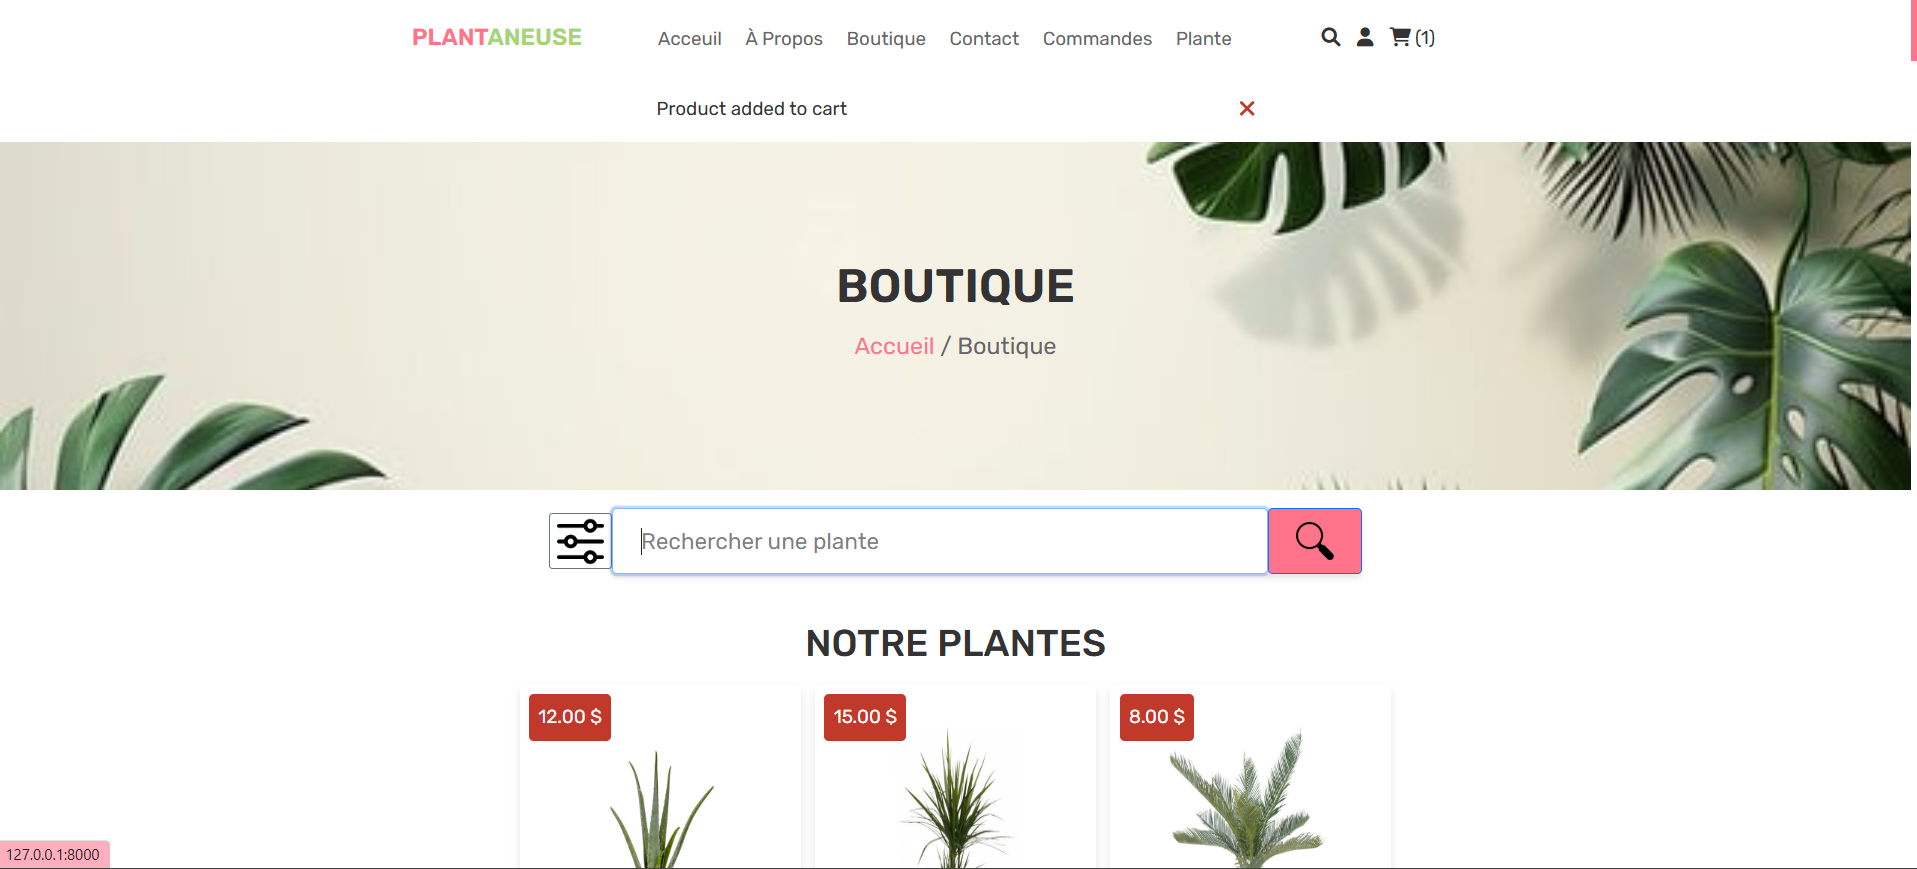 PLANTANEUSE Acceuil À Propos Boutique Contact Commandes Plante (1)
Product added to cart
BOUTIQUE
Accueil / Boutique
Rechercher une plante
NOTRE PLANTES
12.00 $ 15.00 $ 8.00 $
127.0.0.1:8000